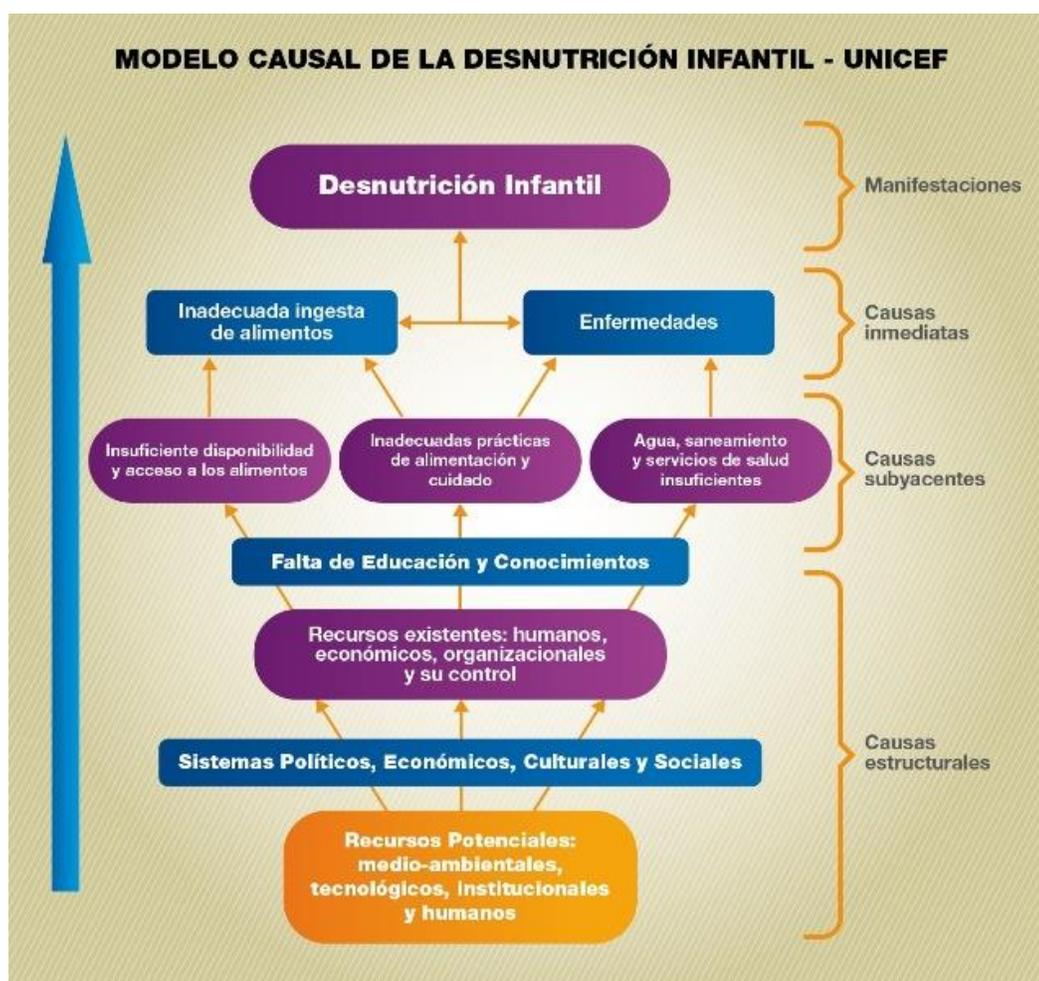 MODELO CAUSAL DE LA DESNUTRICIÓN INFANTIL - UNICEF
Desnutrición Infantil
Manifestaciones
Inadecuada ingesta
de alimentos
Enfermedades
Causas
inmediatas
Insuficiente disponibilidad
y acceso a los alimentos
Inadecuadas prácticas
de alimentación y
cuidado
Agua, saneamiento
y servicios de salud
insuficientes
Causas
subyacentes
Falta de Educación y Conocimientos
Recursos existentes: humanos,
económicos, organizacionales
y su control
Sistemas Políticos, Económicos, Culturales y Sociales
Causas
estructurales
Recursos Potenciales:
medio-ambientales,
tecnológicos, institucionales
y humanos